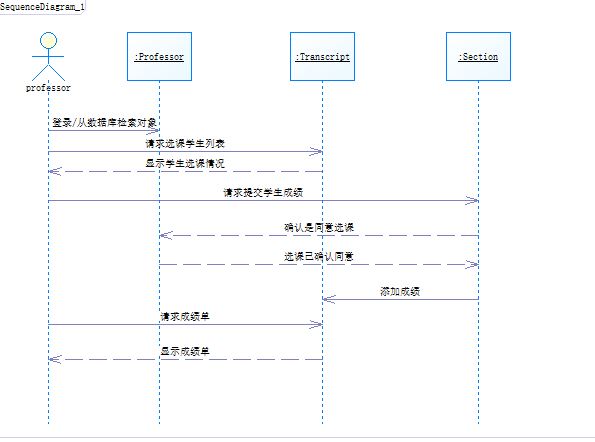 SequenceDiagram_1
:Professor
:Transcript
:Section
professor
登录/从数据库检索对象
请求选课学生列表
显示学生选课情况
请求提交学生成绩
确认是同意选课
选课已确认同意
添加成绩
请求成绩单
显示成绩单